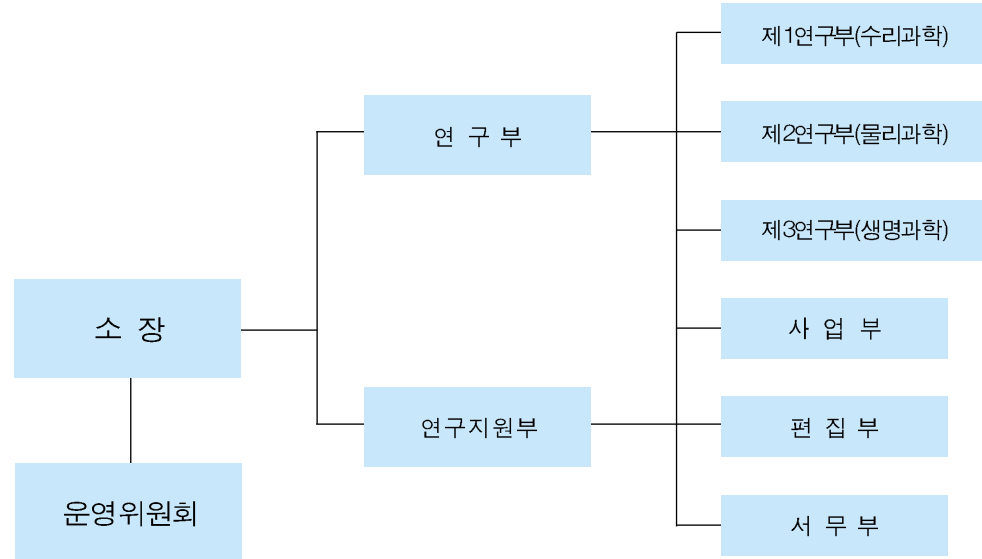 제1연구부(수리과학)
연 구 부
제2연구부(물리과학)
제3연구부(생명과학)
소 장
사 업 부
연구지원부
편 집 부
운영위원회
서 무 부